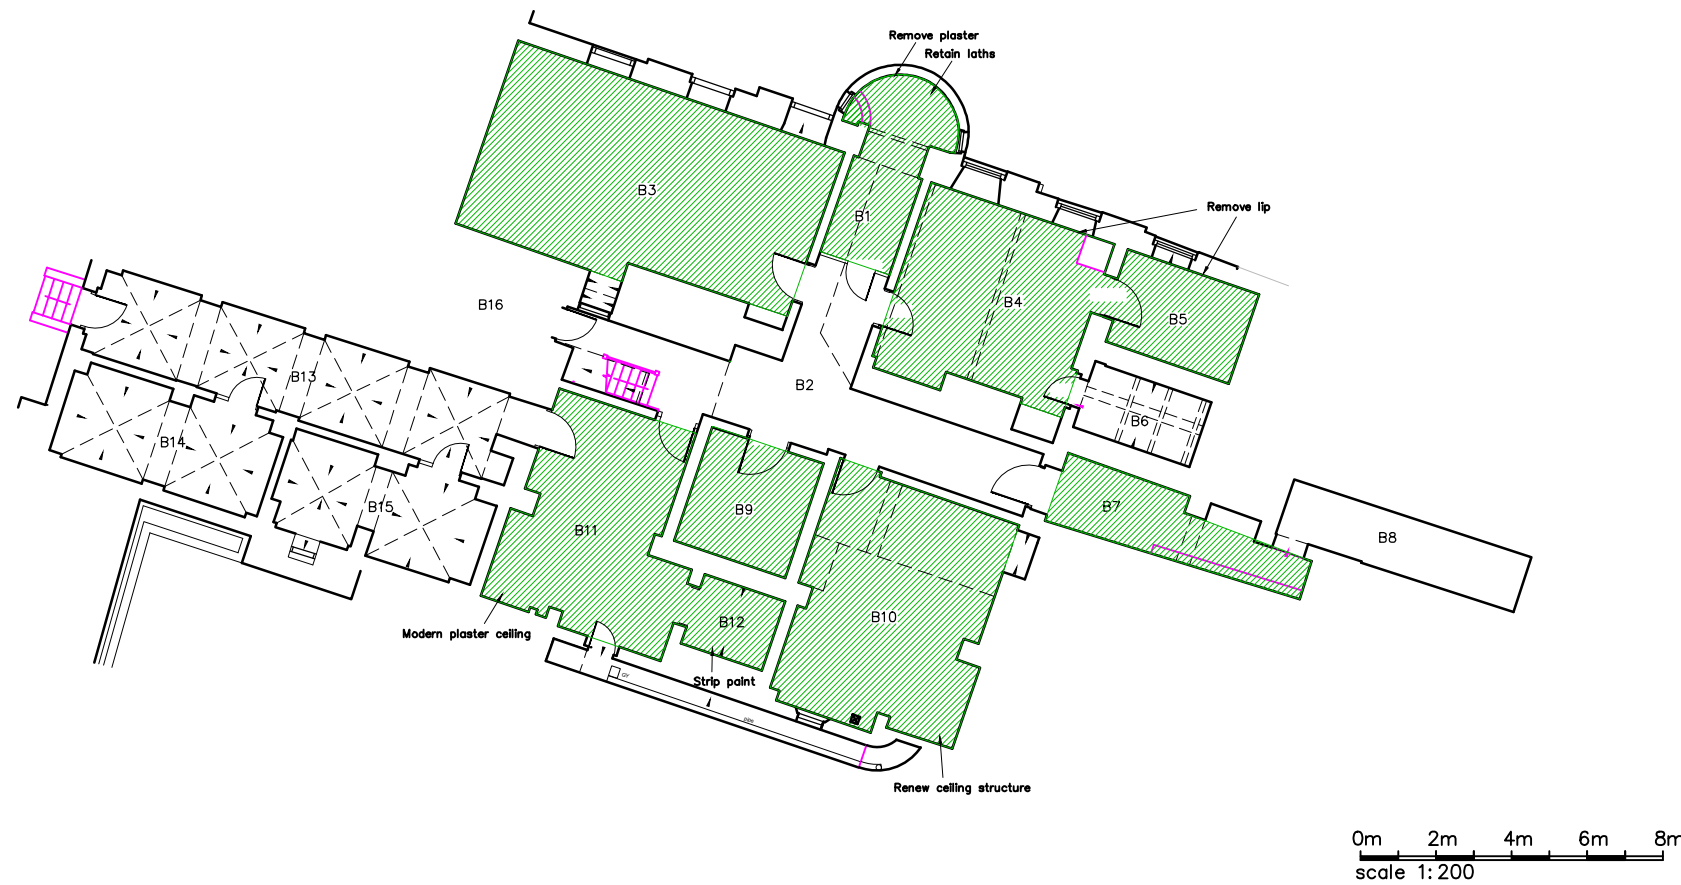 Remove plaster
Retain laths
B3
B1
Remove lip
B16
B4
B5
B13
B2
B6
B14
B15
B11
B9
B7
B8
B12
B10
Modern plaster ceiling
Strip paint
GY
Renew ceiling structure
0m 2m 4m 6m 8m
scale 1:200